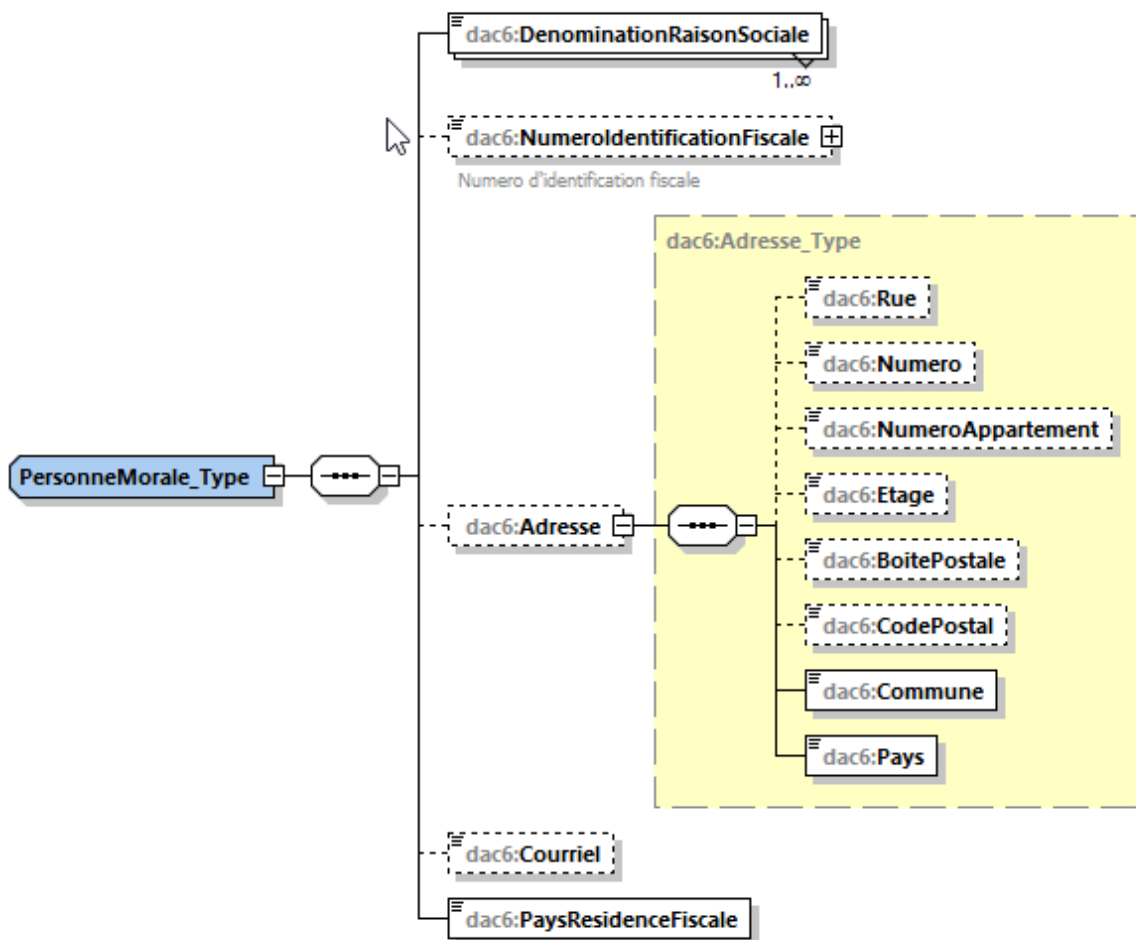 dac6:DenominationRaisonSociale
1..∞
dac6:NumeroIdentificationFiscale
Numero d'identification fiscale
dac6:Adresse_Type
dac6:Rue
dac6:Numero
dac6:NumeroAppartement
PersonneMorale_Type
dac6:Etage
dac6:Adresse
dac6:BoitePostale
dac6:CodePostal
dac6:Commune
dac6:Pays
dac6:Courriel
dac6:PaysResidenceFiscale